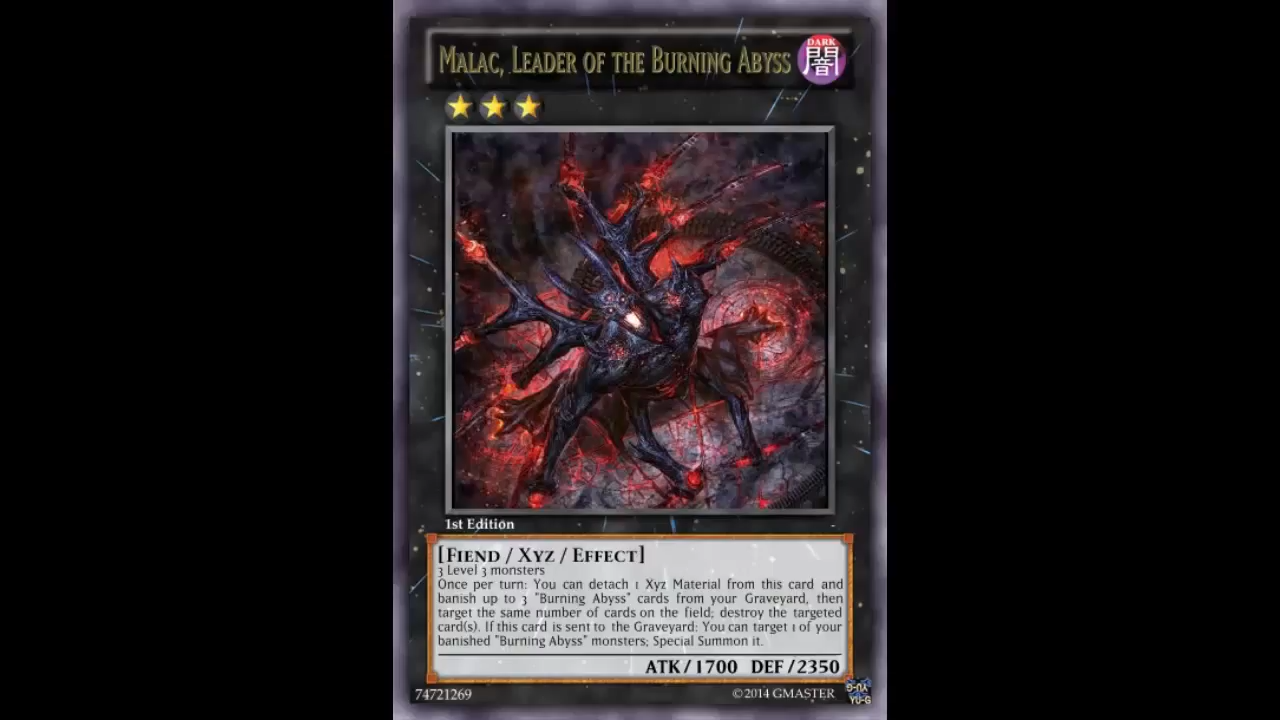 Malac, Leader of the Burning Abyss
DARK
闇
1st Edition
-
[Fiend / Xyz / Effect]
3 Level 3 monsters
Once per turn: You can detach 1 Xyz Material from this card and
banish up to 3 "Burning Abyss" cards from your Graveyard, then
target the same number of cards on the field; destroy the targeted
card(s). If this card is sent to the Graveyard: You can target 1 of your
banished "Burning Abyss" monsters; Special Summon it.
ATK/1700 DEF/2350
74721269
©2014 GMASTER
YU-G